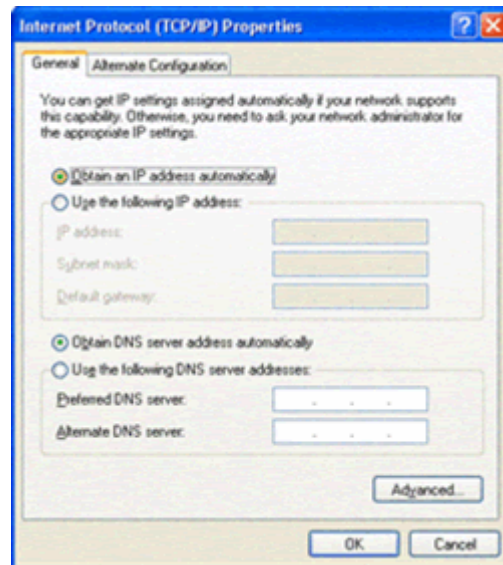 Internet Protocol (TCP/IP) Properties
General
Alternate Configuration
You can get IP settings assigned automatically if your network supports
this capability. Otherwise, you need to ask your network administrator for
the appropriate IP settings.
Obtain an IP address automatically
Use the following IP address:
IP address:
Subnet mask:
Default gateway:
Obtain DNS server address automatically
Use the following DNS server addresses:
Preferred DNS server:
Alternate DNS server:
Advanced...
OK
Cancel